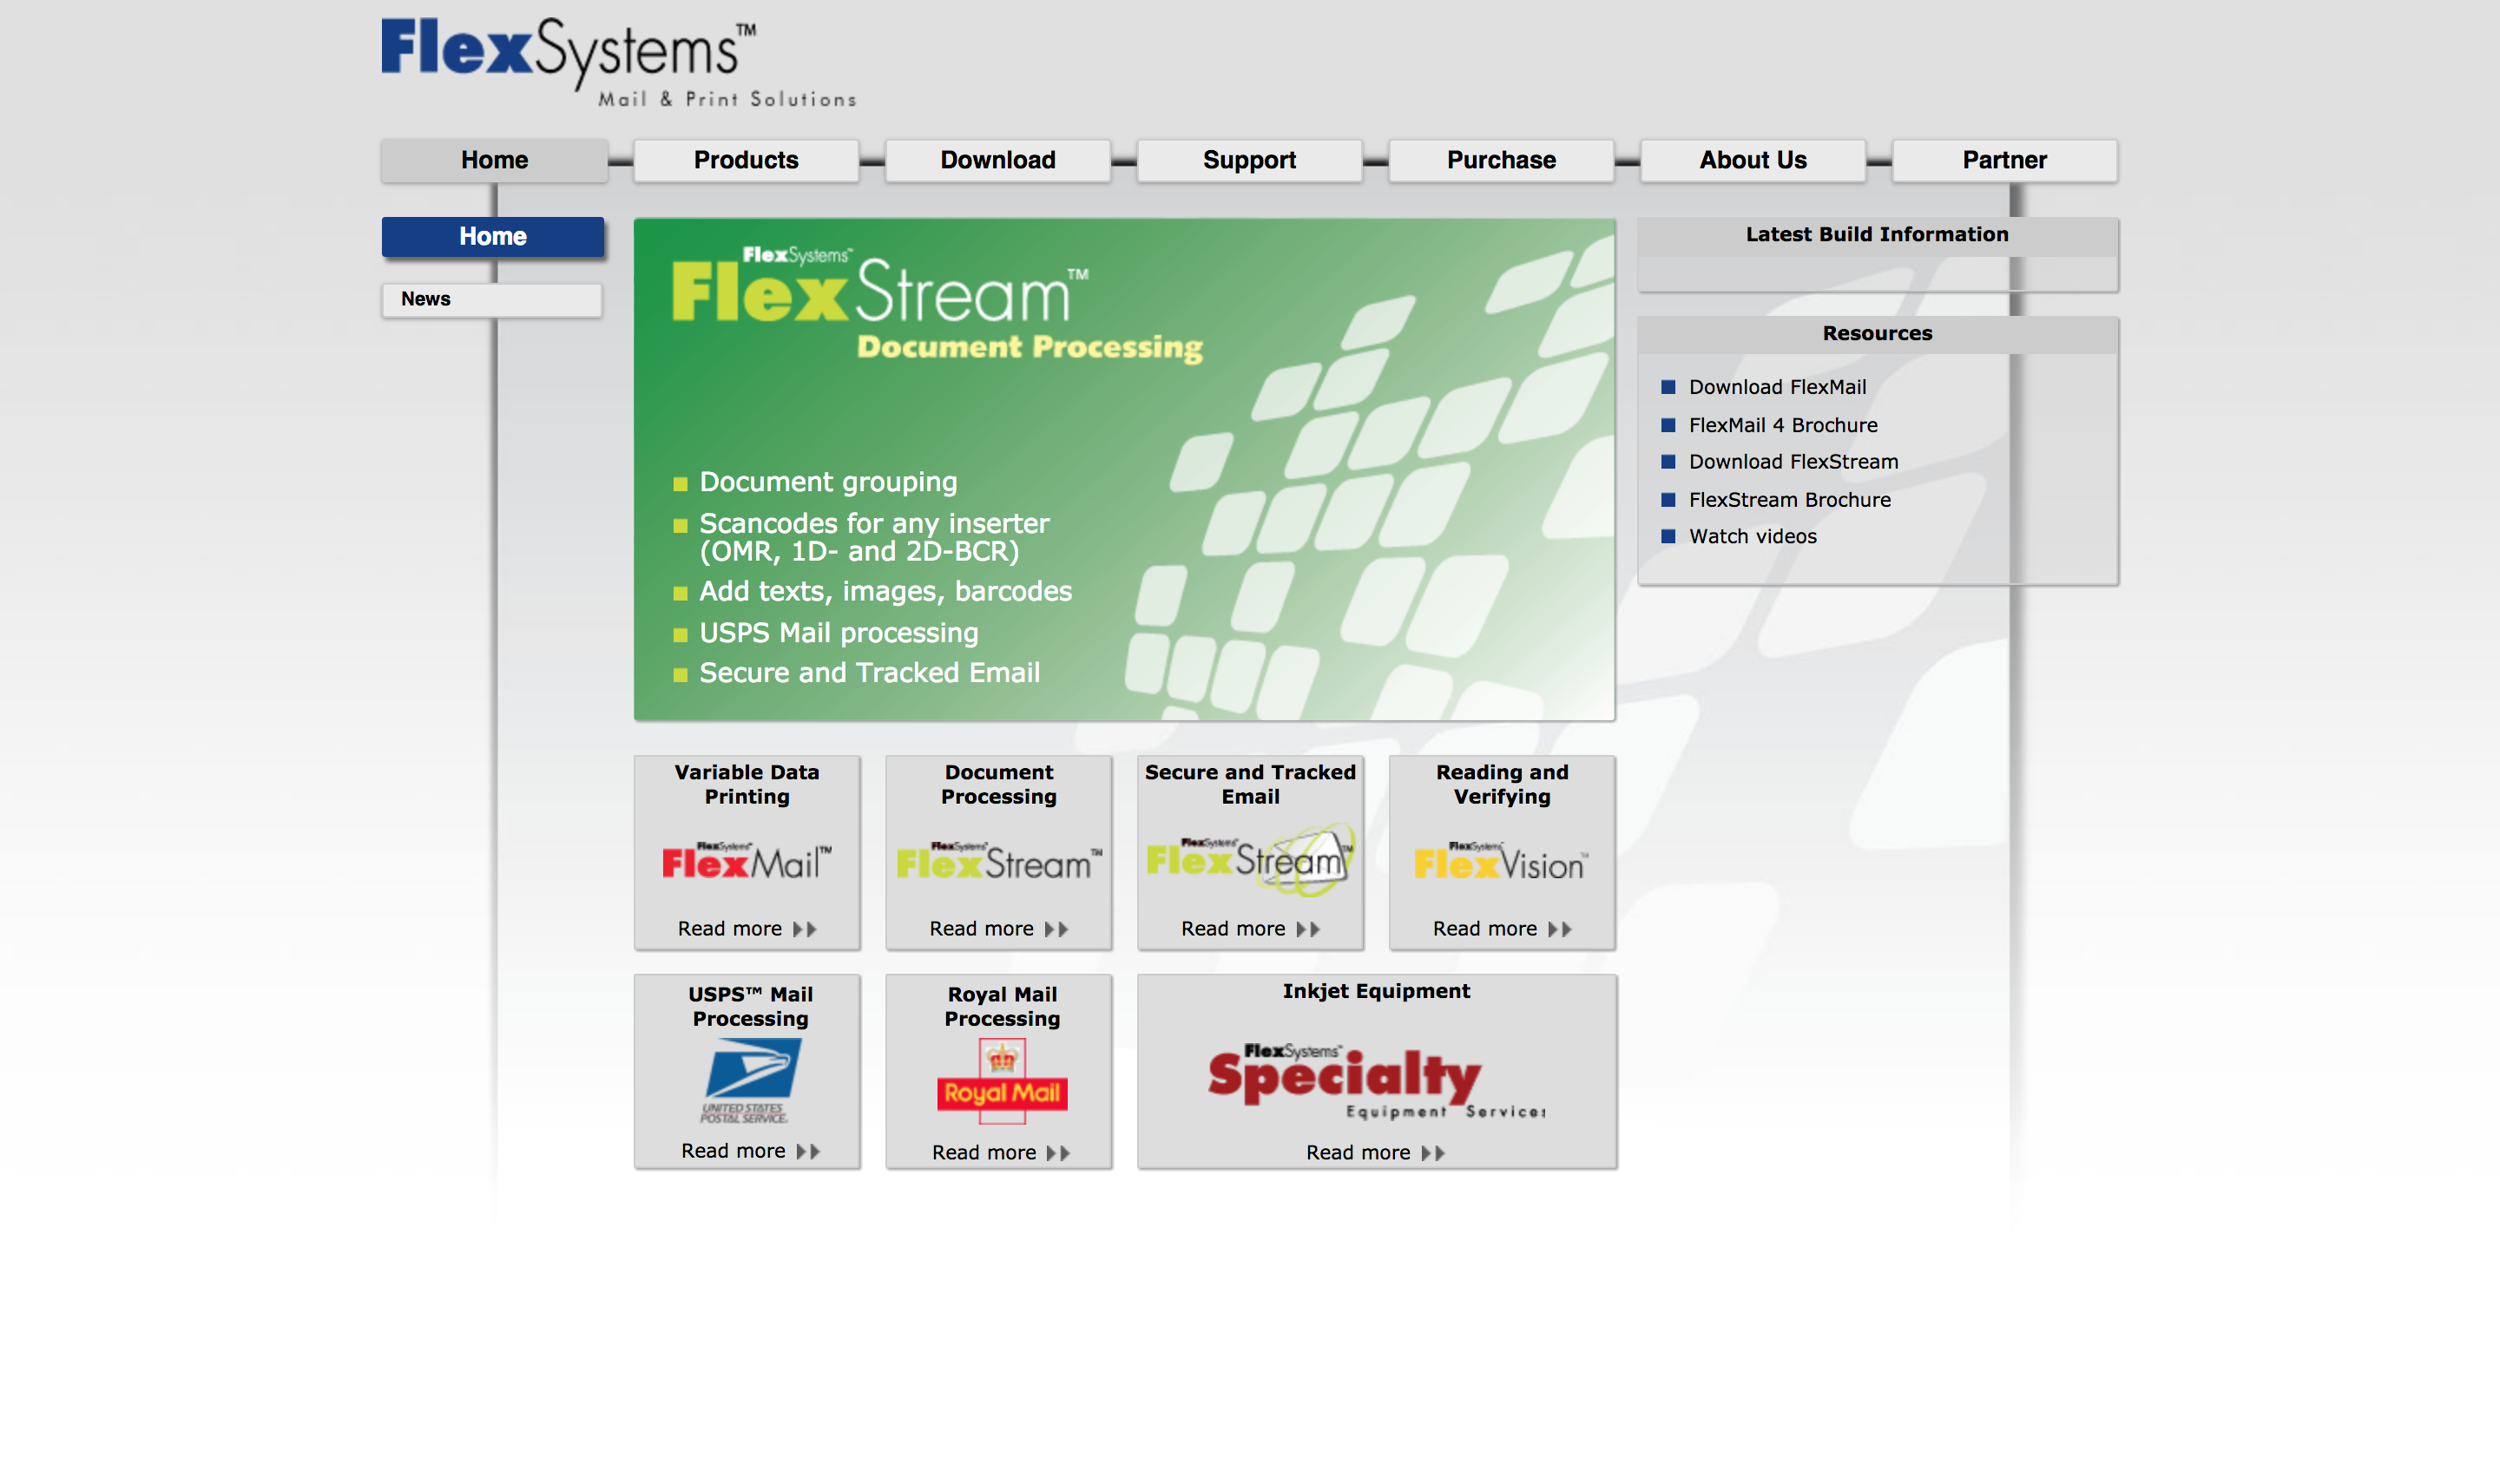 FlexSystems™
Mail & Print Solutions
Home
Products
Download
Support
Purchase
About Us
Partner
Home
News
FlexSystems™
FlexStream™
Document Processing
Document grouping
Scancodes for any inserter
(OMR, 1D- and 2D-BCR)
Add texts, images, barcodes
USPS Mail processing
Secure and Tracked Email
Latest Build Information
Resources
Download FlexMail
FlexMail 4 Brochure
Download FlexStream
FlexStream Brochure
Watch videos
Variable Data
Printing
FlexSystems™
FlexMail™
Read more
Document
Processing
FlexSystems™
FlexStream™
Read more
Secure and Tracked
Email
FlexSystems™
FlexStream™
Read more
Reading and
Verifying
FlexSystems™
FlexVision™
Read more
USPS™ Mail
Processing
UNITED STATES
POSTAL SERVICE.
Read more
Royal Mail
Processing
Royal Mail
Read more
Inkjet Equipment
FlexSystems™
Specialty
Equipment Services
Read more